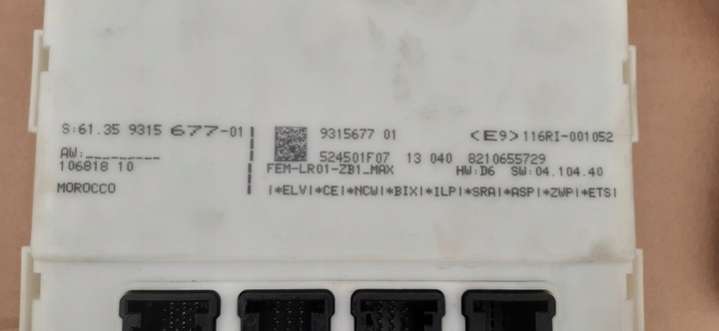 S:61.35 9315 677-01
AW:_________
106818 10
MOROCCO
9315677 01
<E9>116RI-001052
524501F07 13 040 8210655729
FEM-LR01-ZB1_MAX HW:D6 SW:04.104.40
|*ELV|*CE|*NCW|*BIX|*ILP|*SRA|*ASP|*ZWP|*ETS|